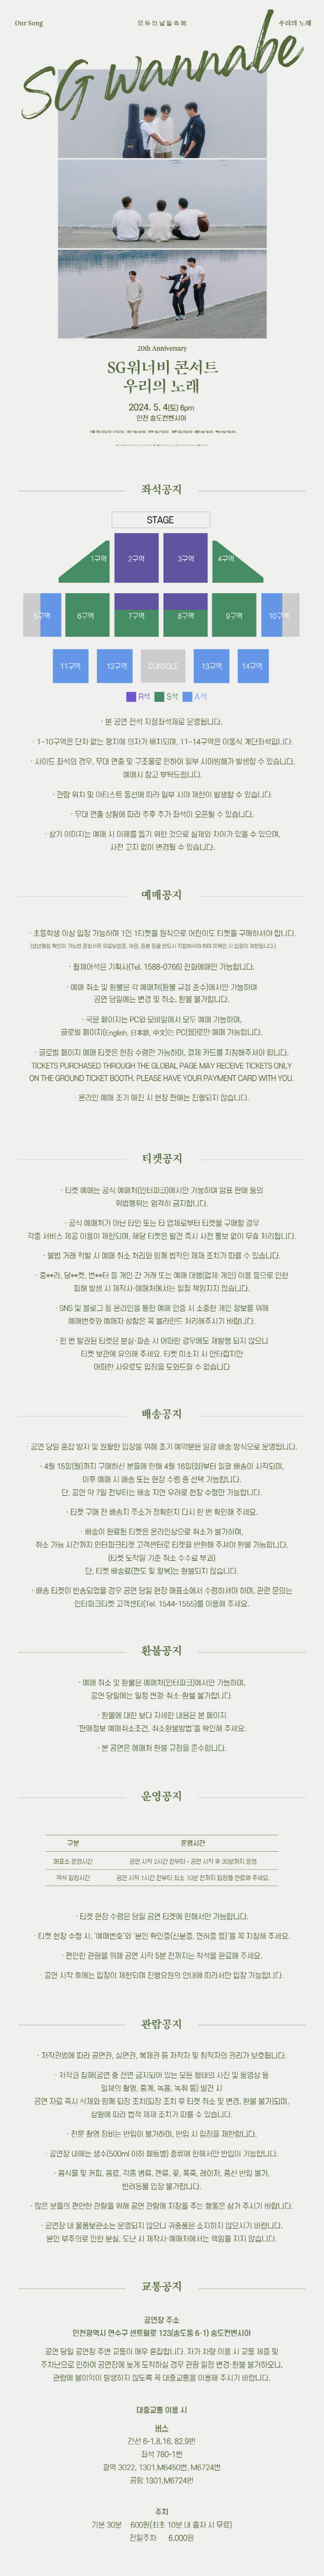 Our Song
모두의 날들 속에
우리의 노래
SG wannabe
20th Anniversary
SG워너비 콘서트
우리의 노래
2024. 5. 4(토) 6pm
인천 송도컨벤시아
좌석공지
STAGE
1구역 2구역 3구역 4구역
5구역 6구역 7구역 8구역 9구역 10구역
11구역 12구역 CONSOLE 13구역 14구역
R석 S석 A석
· 본 공연 전석 지정좌석제로 운영됩니다.
· 1~10구역은 단차 없는 평지에 의자가 배치되며, 11~14구역은 이동식 계단좌석입니다.
· 사이드 좌석의 경우, 무대 연출 및 구조물로 인하여 일부 시야방해가 발생할 수 있습니다.
예매시 참고 부탁드립니다.
· 관람 위치 및 아티스트 동선에 따라 일부 시야 제한이 발생할 수 있습니다.
· 무대 연출 상황에 따라 추후 추가 좌석이 오픈될 수 있습니다.
· 상기 이미지는 예매 시 이해를 돕기 위한 것으로 실제와 차이가 있을 수 있으며,
사전 고지 없이 변경될 수 있습니다.
예매공지
· 초등학생 이상 입장 가능하며 1인 1티켓을 원칙으로 어린이도 티켓을 구매하셔야 합니다.
· 휠체어석은 기획사(Tel. 1588-0766) 전화예매만 가능합니다.
· 예매 취소 및 환불은 각 예매처(환불 규정 준수)에서만 가능하며
공연 당일에는 변경 및 취소, 환불 불가합니다.
· 국문 페이지는 PC와 모바일에서 모두 예매 가능하며,
글로벌 페이지(English, 日本語, 中文)는 PC(웹)로만 예매 가능합니다.
· 글로벌 페이지 예매 티켓은 현장 수령만 가능하며, 결제 카드를 지참해주셔야 합니다.
TICKETS PURCHASED THROUGH THE GLOBAL PAGE MAY RECEIVE TICKETS ONLY
ON THE GROUND TICKET BOOTH. PLEASE HAVE YOUR PAYMENT CARD WITH YOU.
· 온라인 예매 조기 매진 시 현장 판매는 진행되지 않습니다.
티켓공지
· 티켓 예매는 공식 예매처(인터파크)에서만 가능하며 암표 판매 등의
위법행위는 엄격히 금지합니다.
· 공식 예매처가 아닌 타인 또는 타 업체로부터 티켓을 구매할 경우
각종 서비스 제공 이용이 제한되며, 해당 티켓은 발견 즉시 사전 통보 없이 무효 처리됩니다.
· 불법 거래 적발 시 예매 취소 처리와 함께 법적인 제재 조치가 따를 수 있습니다.
· 중**라, 당**켓, 번**터 등 개인 간 거래 또는 예매 대행(업체·개인) 이용 등으로 인한
피해 발생 시 제작사·예매처에서는 일절 책임지지 않습니다.
· SNS 및 블로그 등 온라인을 통한 예매 인증 시 소중한 개인 정보를 위해
예매번호와 예매자 성함은 꼭 블라인드 처리해주시기 바랍니다.
· 한 번 발권된 티켓은 분실·파손 시 어떠한 경우에도 재발행 되지 않으니
티켓 보관에 유의해 주세요. 티켓 미소지 시 안타깝지만
어떠한 사유로도 입장을 도와드릴 수 없습니다
배송공지
· 공연 당일 혼잡 방지 및 원활한 입장을 위해 초기 예약분은 일괄 배송 방식으로 운영됩니다.
· 4월 15일(월)까지 구매하신 분들에 한해 4월 16일(화)부터 일괄 배송이 시작되며,
이후 예매 시 배송 또는 현장 수령 중 선택 가능합니다.
단, 공연 약 7일 전부터는 배송 지연 우려로 현장 수령만 가능합니다.
· 티켓 구매 전 배송지 주소가 정확한지 다시 한 번 확인해 주세요.
· 배송이 완료된 티켓은 온라인상으로 취소가 불가하며,
취소 가능 시간까지 인터파크티켓 고객센터로 티켓을 반환해 주셔야 환불 가능합니다.
(티켓 도착일 기준 취소 수수료 부과)
단, 티켓 배송료(편도 및 왕복)는 환불되지 않습니다.
· 배송 티켓이 반송되었을 경우 공연 당일 현장 매표소에서 수령하셔야 하며, 관련 문의는
인터파크티켓 고객센터(Tel. 1544-1555)를 이용해 주세요.
환불공지
· 예매 취소 및 환불은 예매처(인터파크)에서만 가능하며,
공연 당일에는 일정 변경·취소·환불 불가합니다.
· 환불에 대한 보다 자세한 내용은 본 페이지
'판매정보 예매취소조건, 취소환불방법'을 확인해 주세요.
· 본 공연은 예매처 환불 규정을 준수합니다.
운영공지
구분 운영시간
매표소 운영시간 공연 시작 2시간 전부터 ~ 공연 시작 후 30분까지 운영
객석 입장시간 공연 시작 1시간 전부터 최소 10분 전까지 입장을 완료해 주세요.
· 티켓 현장 수령은 당일 공연 티켓에 한해서만 가능합니다.
· 티켓 현장 수령 시, '예매번호'와 '본인 확인증(신분증, 면허증 등)'을 꼭 지참해 주세요.
· 편안한 관람을 위해 공연 시작 5분 전까지는 착석을 완료해 주세요.
· 공연 시작 후에는 입장이 제한되며 진행요원의 안내에 따라서만 입장 가능합니다.
관람공지
· 저작권법에 따라 공연권, 실연권, 복제권 등 저작자 및 창작자의 권리가 보호됩니다.
· 저작권 침해(공연 중 전면 금지되어 있는 모든 형태의 사진 및 동영상 등
일체의 촬영, 중계, 녹음, 녹취 등) 발견 시
공연 자료 즉시 삭제와 함께 퇴장 조치(퇴장 조치 후 티켓 취소 및 변경, 환불 불가)되며,
상황에 따라 법적 제재 조치가 따를 수 있습니다.
· 전문 촬영 장비는 반입이 불가하며, 반입 시 입장을 제한합니다.
· 공연장 내에는 생수(500ml 이하 페트병) 종류에 한해서만 반입이 가능합니다.
· 음식물 및 커피, 음료, 각종 병류, 캔류, 꽃, 폭죽, 레이저, 풍선 반입 불가,
반려동물 입장 불가합니다.
· 많은 분들의 편안한 관람을 위해 공연 관람에 지장을 주는 행동은 삼가 주시기 바랍니다.
· 공연장 내 물품보관소는 운영되지 않으니 귀중품은 소지하지 않으시기 바랍니다.
본인 부주의로 인한 분실, 도난 시 제작사·예매처에서는 책임을 지지 않습니다.
교통공지
공연장 주소
인천광역시 연수구 센트럴로 123(송도동 6-1) 송도컨벤시아
공연 당일 공연장 주변 교통이 매우 혼잡합니다. 자가 차량 이용 시 교통 체증 및
주차난으로 인하여 공연장에 늦게 도착하실 경우 관람 일정 변경·환불 불가하오니,
관람에 불이익이 발생하지 않도록 꼭 대중교통을 이용해 주시기 바랍니다.
대중교통 이용 시
버스
간선 6-1,8,16, 82,9번
좌석 780-1번
광역 3022, 1301,M6450번, M6724번
공항 1301,M6724번
주차
기본 30분 600원(최초 10분 내 출차 시 무료)
전일주차 6,000원